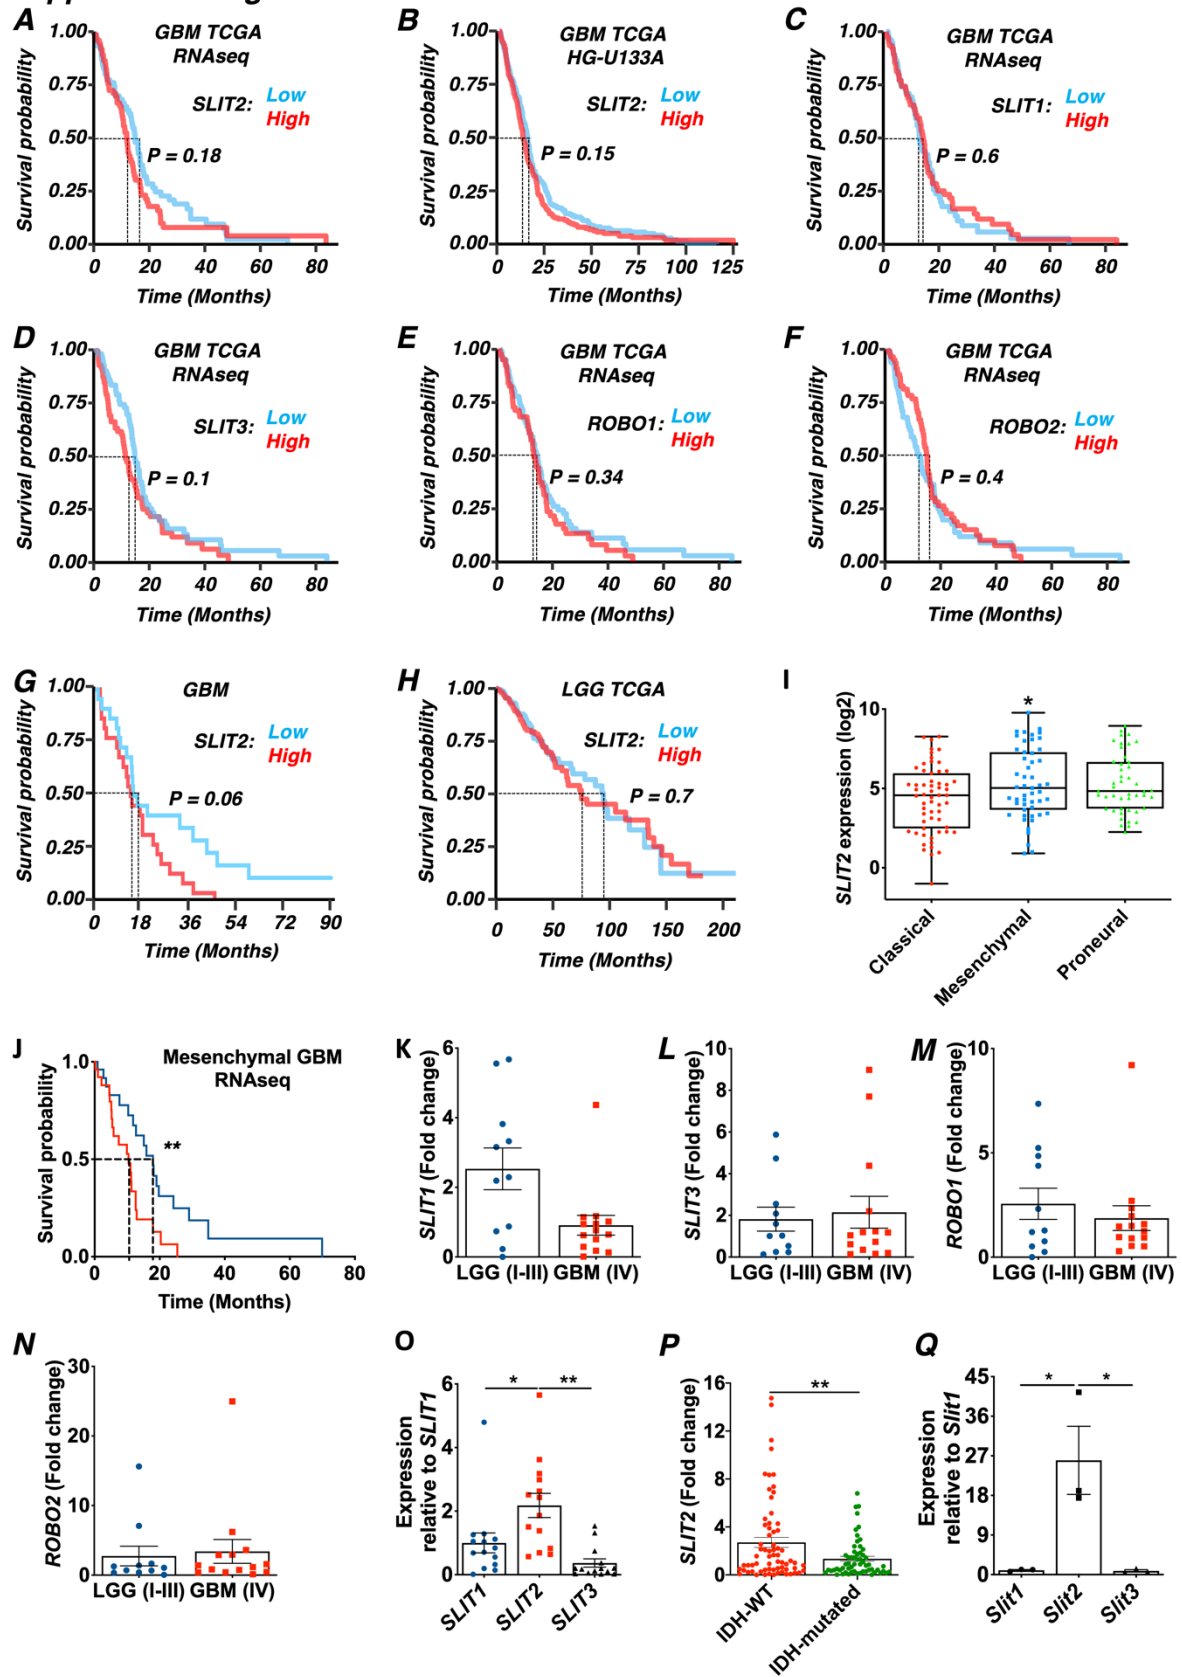 A
GBM TCGA
RNAseq
SLIT2: Low
High
P = 0.18
Survival probability
1.00
0.75
0.50
0.25
0.00
0 20 40 60 80
Time (Months)
B
GBM TCGA
HG-U133A
SLIT2: Low
High
P = 0.15
Survival probability
1.00
0.75
0.50
0.25
0.00
0 25 50 75 100 125
Time (Months)
C
GBM TCGA
RNAseq
SLIT1: Low
High
P = 0.6
Survival probability
1.00
0.75
0.50
0.25
0.00
0 20 40 60 80
Time (Months)
D
GBM TCGA
RNAseq
SLIT3: Low
High
P = 0.1
Survival probability
1.00
0.75
0.50
0.25
0.00
0 20 40 60 80
Time (Months)
E
GBM TCGA
RNAseq
ROBO1: Low
High
P = 0.34
Survival probability
1.00
0.75
0.50
0.25
0.00
0 20 40 60 80
Time (Months)
F
GBM TCGA
RNAseq
ROBO2: Low
High
P = 0.4
Survival probability
1.00
0.75
0.50
0.25
0.00
0 20 40 60 80
Time (Months)
G
GBM
SLIT2: Low
High
P = 0.06
Survival probability
1.00
0.75
0.50
0.25
0.00
0 18 36 54 72 90
Time (Months)
H
LGG TCGA
SLIT2: Low
High
P = 0.7
Survival probability
1.00
0.75
0.50
0.25
0.00
0 50 100 150 200
Time (Months)
I
SLIT2 expression (log2)
10
5
0
*
Classical
Mesenchymal
Proneural
J
Mesenchymal GBM
RNAseq
**
Survival probability
1.0
0.5
0.0
0 20 40 60 80
Time (Months)
K
SLIT1 (Fold change)
6
4
2
0
LGG (I-III) GBM (IV)
L
SLIT3 (Fold change)
10
8
6
4
2
0
LGG (I-III) GBM (IV)
M
ROBO1 (Fold change)
10
5
0
LGG (I-III) GBM (IV)
N
ROBO2 (Fold change)
30
20
10
0
LGG (I-III) GBM (IV)
O
Expression
relative to SLIT1
6
4
2
0
* **
SLIT1
SLIT2
SLIT3
P
SLIT2 (Fold change)
16
12
8
4
0
**
IDH-WT
IDH-mutated
Q
Expression
relative to Slit1
45
36
27
18
9
0
* *
Slit1
Slit2
Slit3